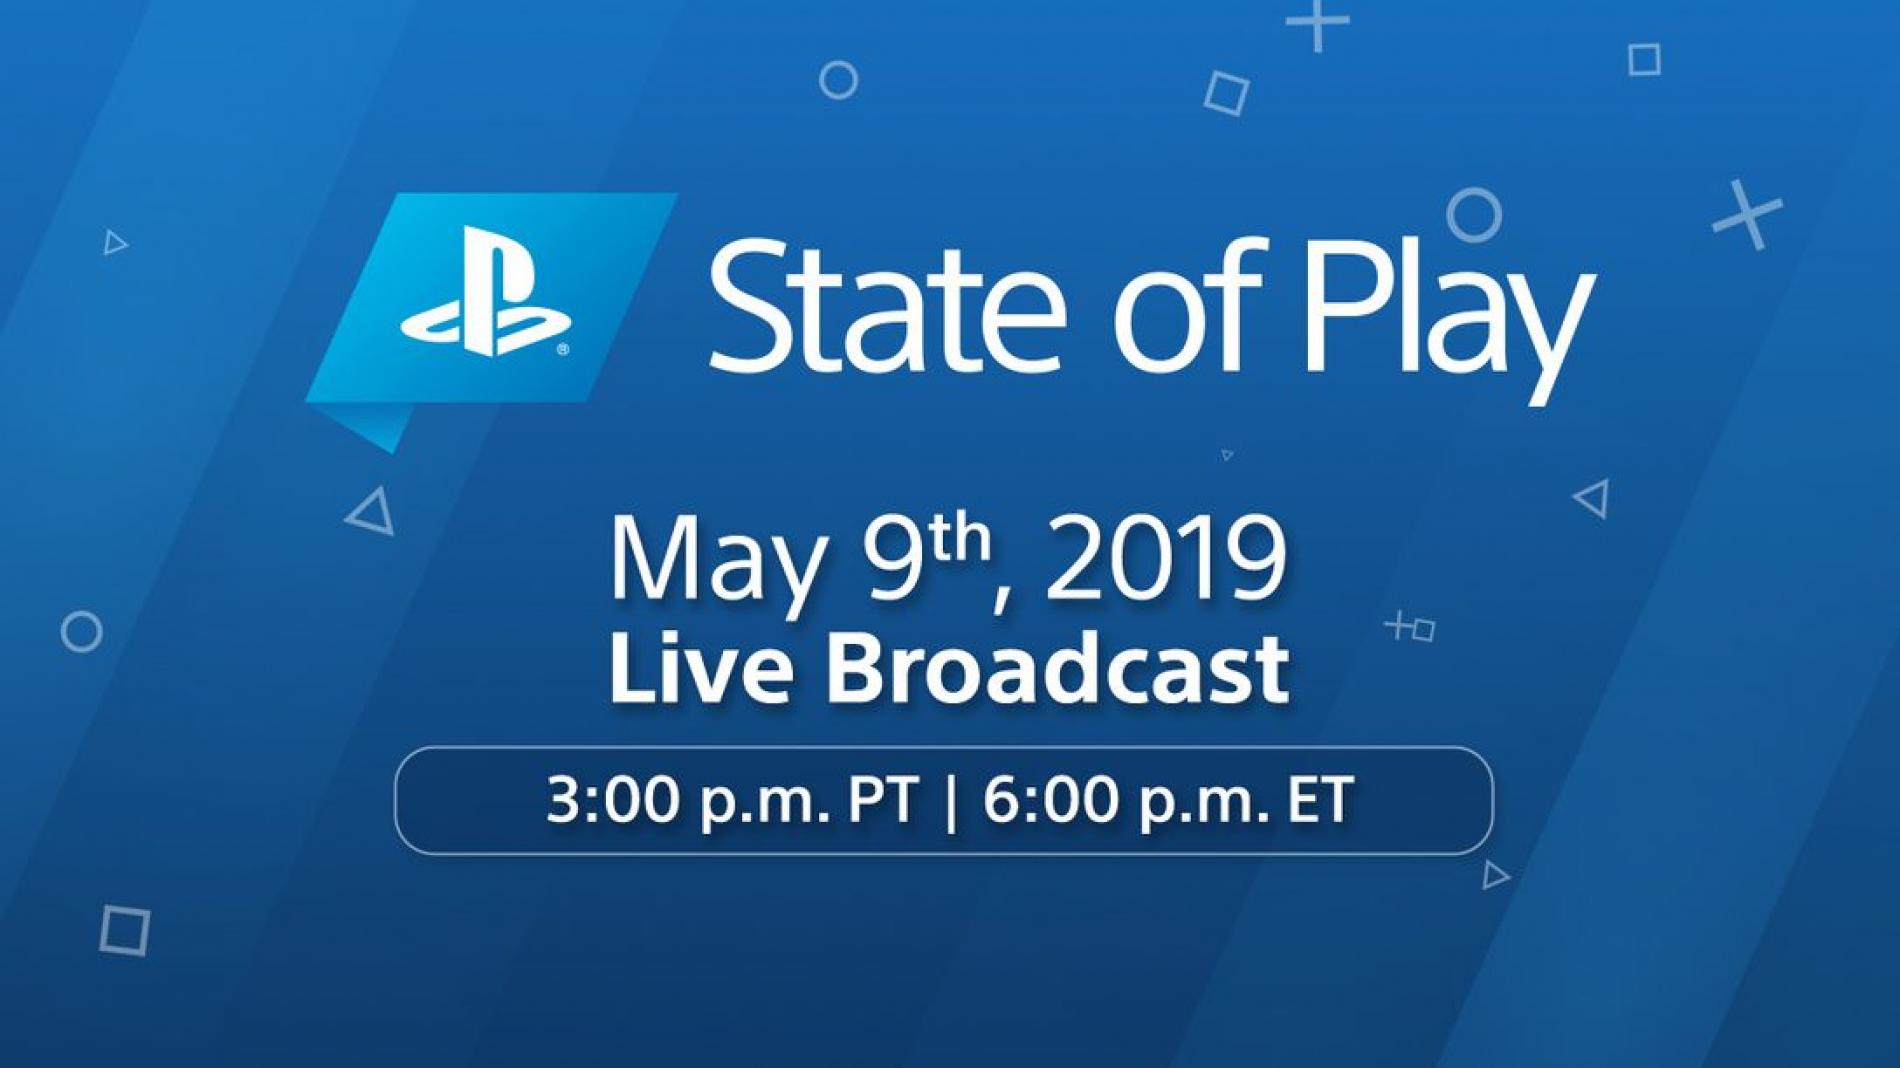 State of Play
May 9th, 2019
Live Broadcast
3:00 p.m. PT | 6:00 p.m. ET